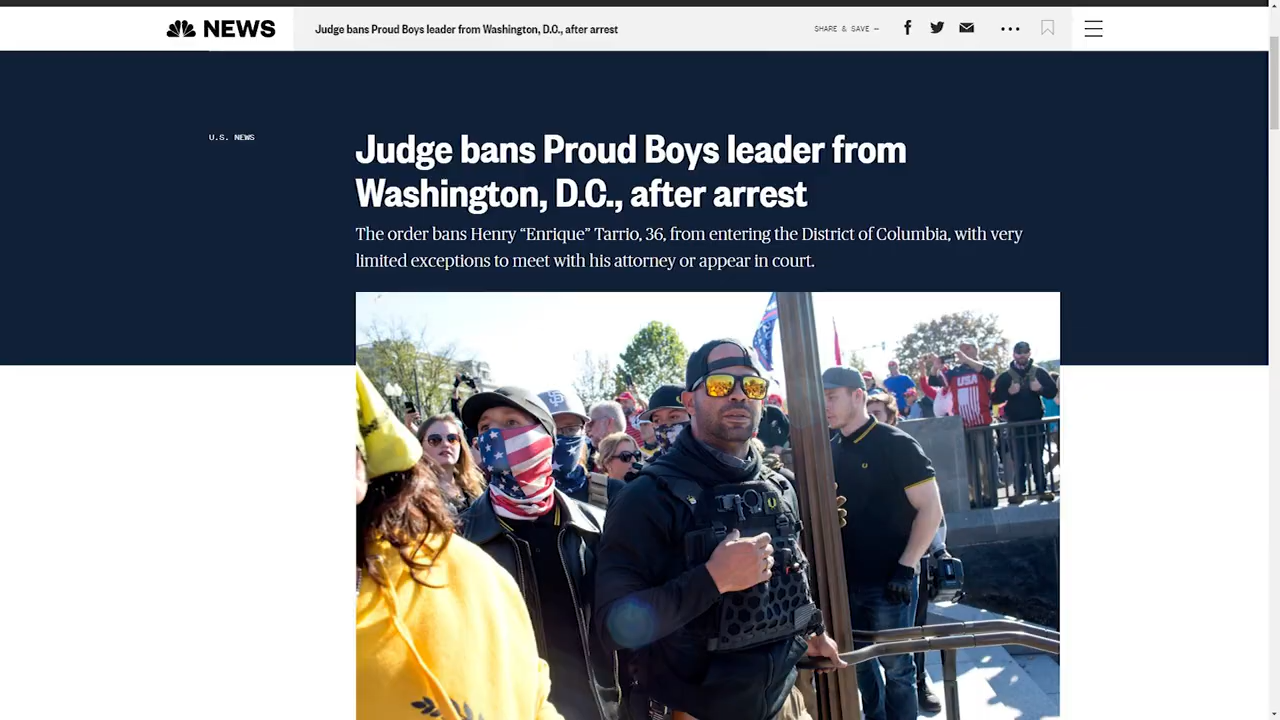 NEWS
Judge bans Proud Boys leader from Washington, D.C., after arrest
SHARE & SAVE —
U.S. NEWS
Judge bans Proud Boys leader from
Washington, D.C., after arrest
The order bans Henry “Enrique” Tarrio, 36, from entering the District of Columbia, with very
limited exceptions to meet with his attorney or appear in court.
SF
USA